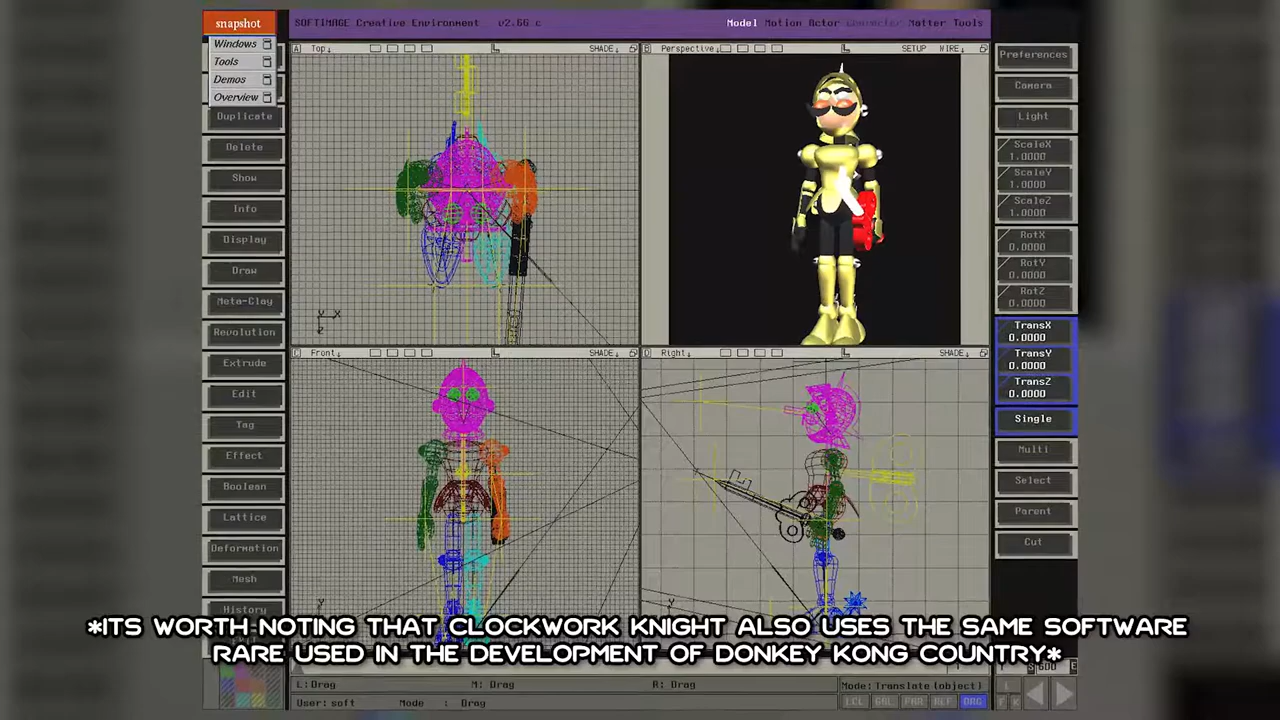 snapshot
SOFTIMAGE Creative Environment v2.66 c
Model Motion Actor Matter Tools
Windows
Tools
Demos
Overview
Duplicate
Delete
Show
Info
Display
Draw
Meta-Clay
Revolution
Extrude
Edit
Tag
Effect
Boolean
Lattice
Deformation
Mesh
History
A Top SHADE
B Perspective SETUP WIRE
C Front SHADE
D Right SHADE
Preferences
Camera
Light
ScaleX
1.0000
ScaleY
1.0000
ScaleZ
1.0000
RotX
0.0000
RotY
0.0000
RotZ
0.0000
TransX
0.0000
TransY
0.0000
TransZ
0.0000
Single
Multi
Select
Parent
Cut
*ITS WORTH NOTING THAT CLOCKWORK KNIGHT ALSO USES THE SAME SOFTWARE
RARE USED IN THE DEVELOPMENT OF DONKEY KONG COUNTRY*
L:Drag M: Drag R: Drag Mode:Translate(object)
User: soft Mode : Drag LCL GBL PAR REF DRG